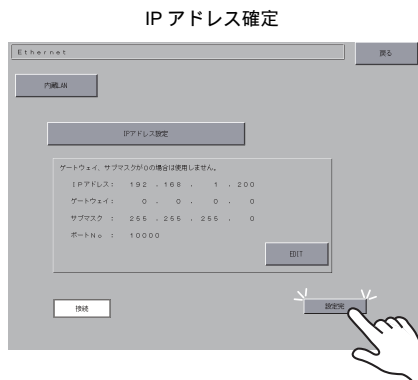 IP アドレス確定
Ethernet
戻る
内蔵LAN
IPアドレス設定
ゲートウェイ、サブマスクが0の場合は使用しません。
IPアドレス： 192 . 168 . 1 . 200
ゲートウェイ： 0 . 0 . 0 . 0
サブマスク ： 255 . 255 . 255 . 0
ポートNo ： 10000
EDIT
接続
設定完